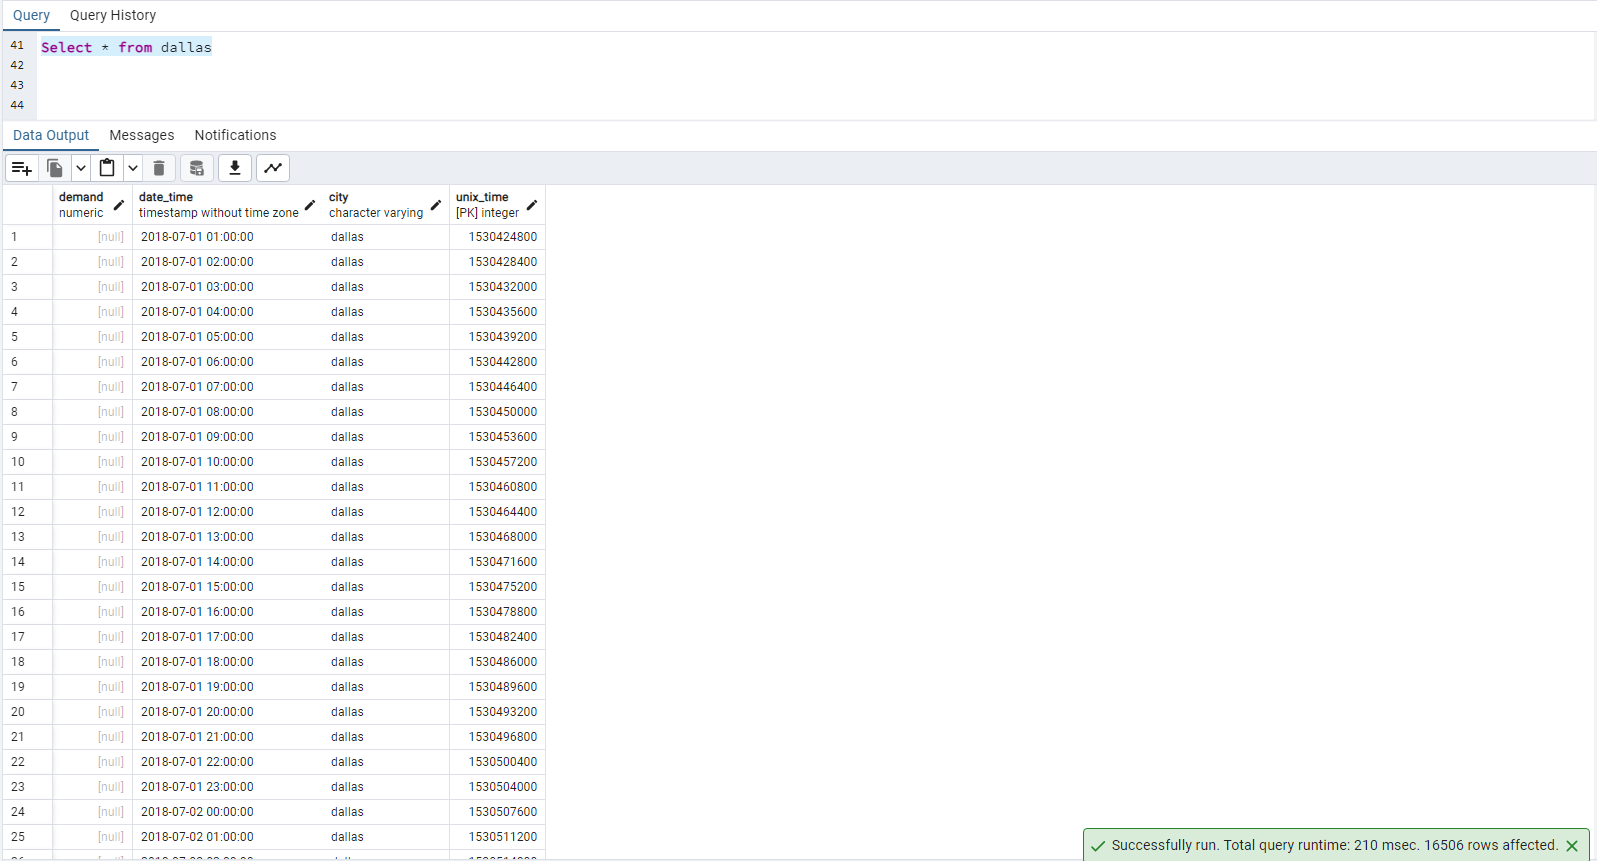 Query Query History
41 Select * from dallas
42
43
44
Data Output Messages Notifications
demand date_time city unix_time
numeric timestamp without time zone character varying [PK] integer
1 [null] 2018-07-01 01:00:00 dallas 1530424800
2 [null] 2018-07-01 02:00:00 dallas 1530428400
3 [null] 2018-07-01 03:00:00 dallas 1530432000
4 [null] 2018-07-01 04:00:00 dallas 1530435600
5 [null] 2018-07-01 05:00:00 dallas 1530439200
6 [null] 2018-07-01 06:00:00 dallas 1530442800
7 [null] 2018-07-01 07:00:00 dallas 1530446400
8 [null] 2018-07-01 08:00:00 dallas 1530450000
9 [null] 2018-07-01 09:00:00 dallas 1530453600
10 [null] 2018-07-01 10:00:00 dallas 1530457200
11 [null] 2018-07-01 11:00:00 dallas 1530460800
12 [null] 2018-07-01 12:00:00 dallas 1530464400
13 [null] 2018-07-01 13:00:00 dallas 1530468000
14 [null] 2018-07-01 14:00:00 dallas 1530471600
15 [null] 2018-07-01 15:00:00 dallas 1530475200
16 [null] 2018-07-01 16:00:00 dallas 1530478800
17 [null] 2018-07-01 17:00:00 dallas 1530482400
18 [null] 2018-07-01 18:00:00 dallas 1530486000
19 [null] 2018-07-01 19:00:00 dallas 1530489600
20 [null] 2018-07-01 20:00:00 dallas 1530493200
21 [null] 2018-07-01 21:00:00 dallas 1530496800
22 [null] 2018-07-01 22:00:00 dallas 1530500400
23 [null] 2018-07-01 23:00:00 dallas 1530504000
24 [null] 2018-07-02 00:00:00 dallas 1530507600
25 [null] 2018-07-02 01:00:00 dallas 1530511200
Successfully run. Total query runtime: 210 msec. 16506 rows affected.